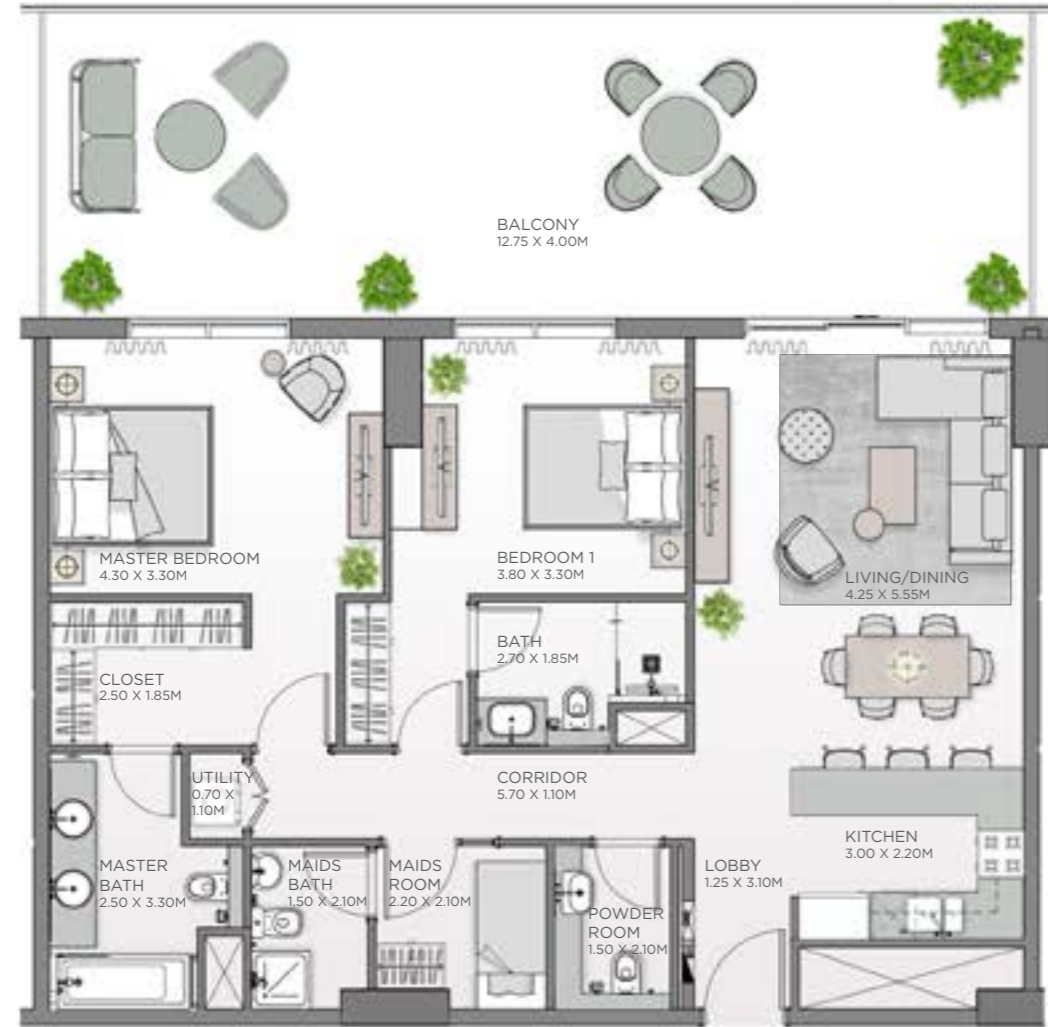 BALCONY
12.75 X 4.00M
MASTER BEDROOM
4.30 X 3.30M
BEDROOM 1
3.80 X 3.30M
LIVING/DINING
4.25 X 5.55M
BATH
2.70 X 1.85M
CLOSET
2.50 X 1.85M
UTILITY
0.70 X
1.10M
CORRIDOR
5.70 X 1.10M
KITCHEN
3.00 X 2.20M
MASTER
BATH
2.50 X 3.30M
MAIDS
BATH
1.50 X 2.10M
MAIDS
ROOM
2.20 X 2.10M
LOBBY
1.25 X 3.10M
POWDER
ROOM
1.50 X 2.10M